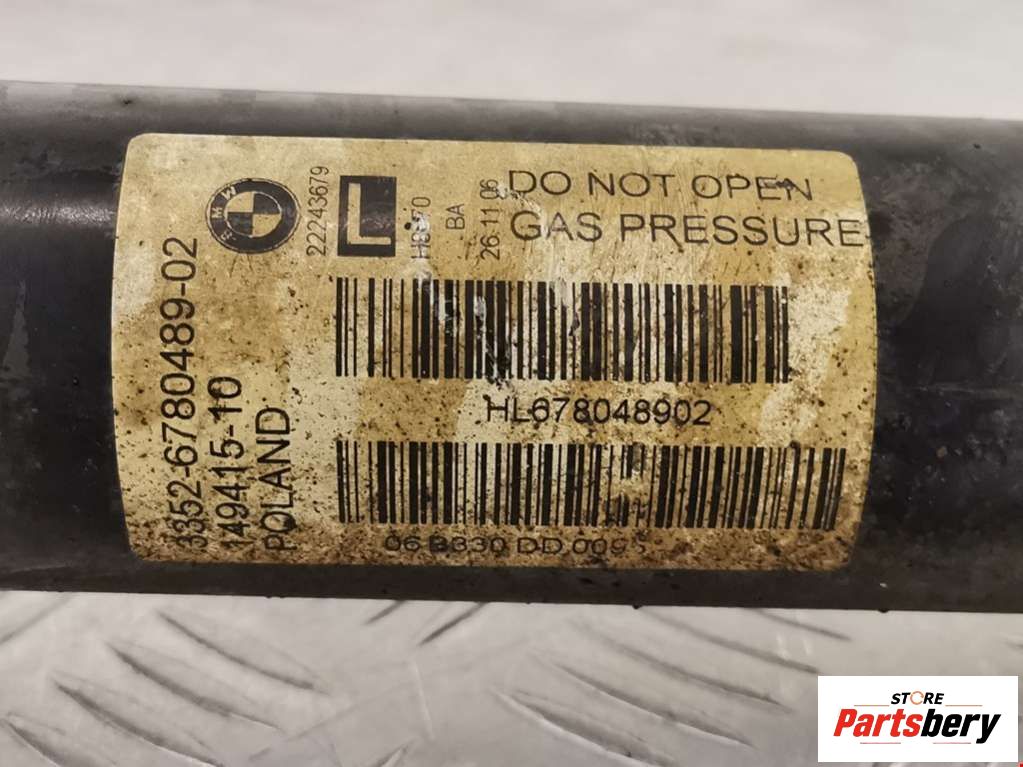 BMW
22243679
L
BA
26 11 06
DO NOT OPEN
GAS PRESSURE
3352-6780489-02
149415-10
POLAND
HL678048902
06 B330 DD
STORE
Partsbery